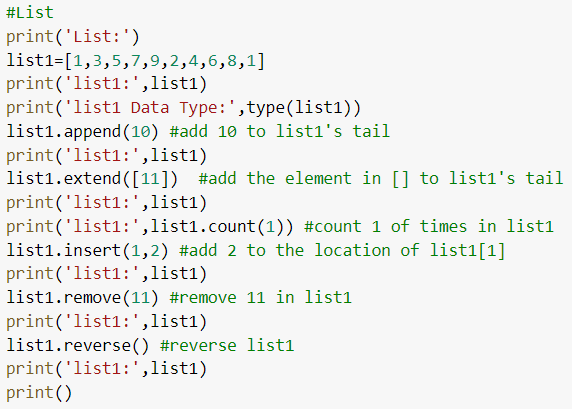 #List
print('List:')
list1=[1,3,5,7,9,2,4,6,8,1]
print('list1:',list1)
print('list1 Data Type:',type(list1))
list1.append(10) #add 10 to list1's tail
print('list1:',list1)
list1.extend([11])  #add the element in [] to list1's tail
print('list1:',list1)
print('list1:',list1.count(1)) #count 1 of times in list1
list1.insert(1,2) #add 2 to the location of list1[1]
print('list1:',list1)
list1.remove(11) #remove 11 in list1
print('list1:',list1)
list1.reverse() #reverse list1
print('list1:',list1)
print()